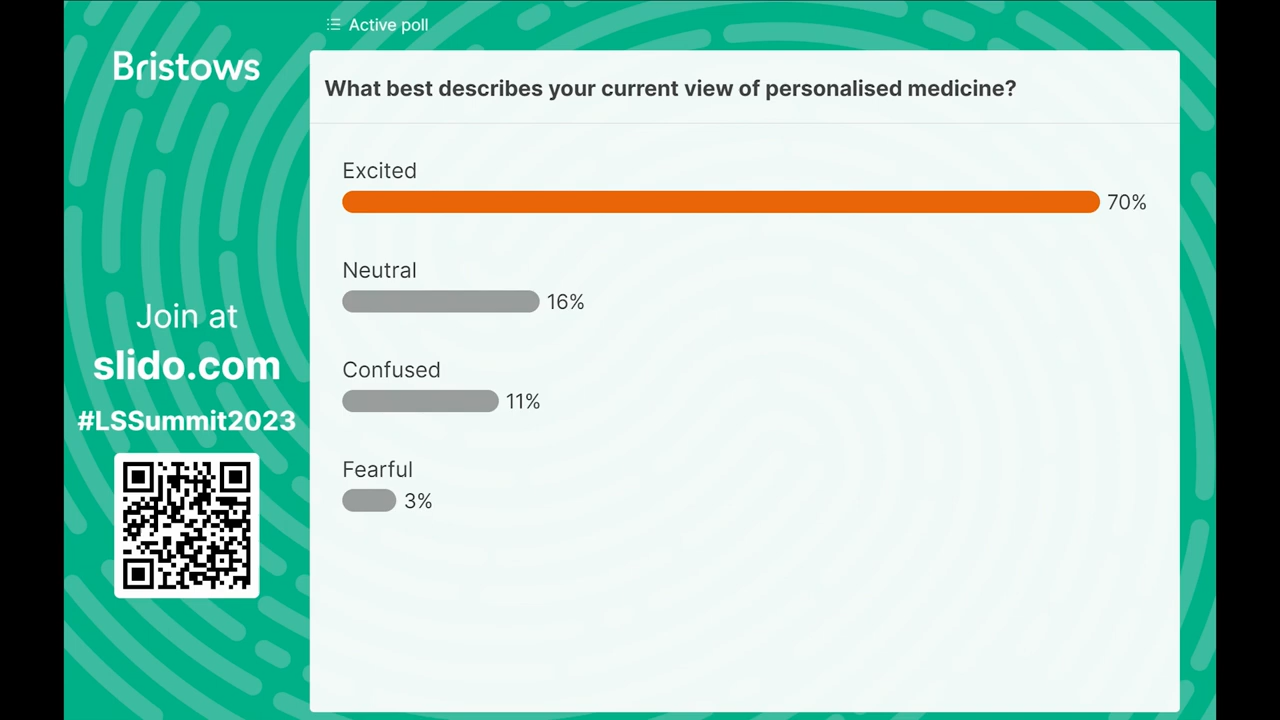 Bristows
Active poll
What best describes your current view of personalised medicine?
Excited
70%
Neutral
16%
Confused
11%
Fearful
3%
Join at
slido.com
#LSSummit2023